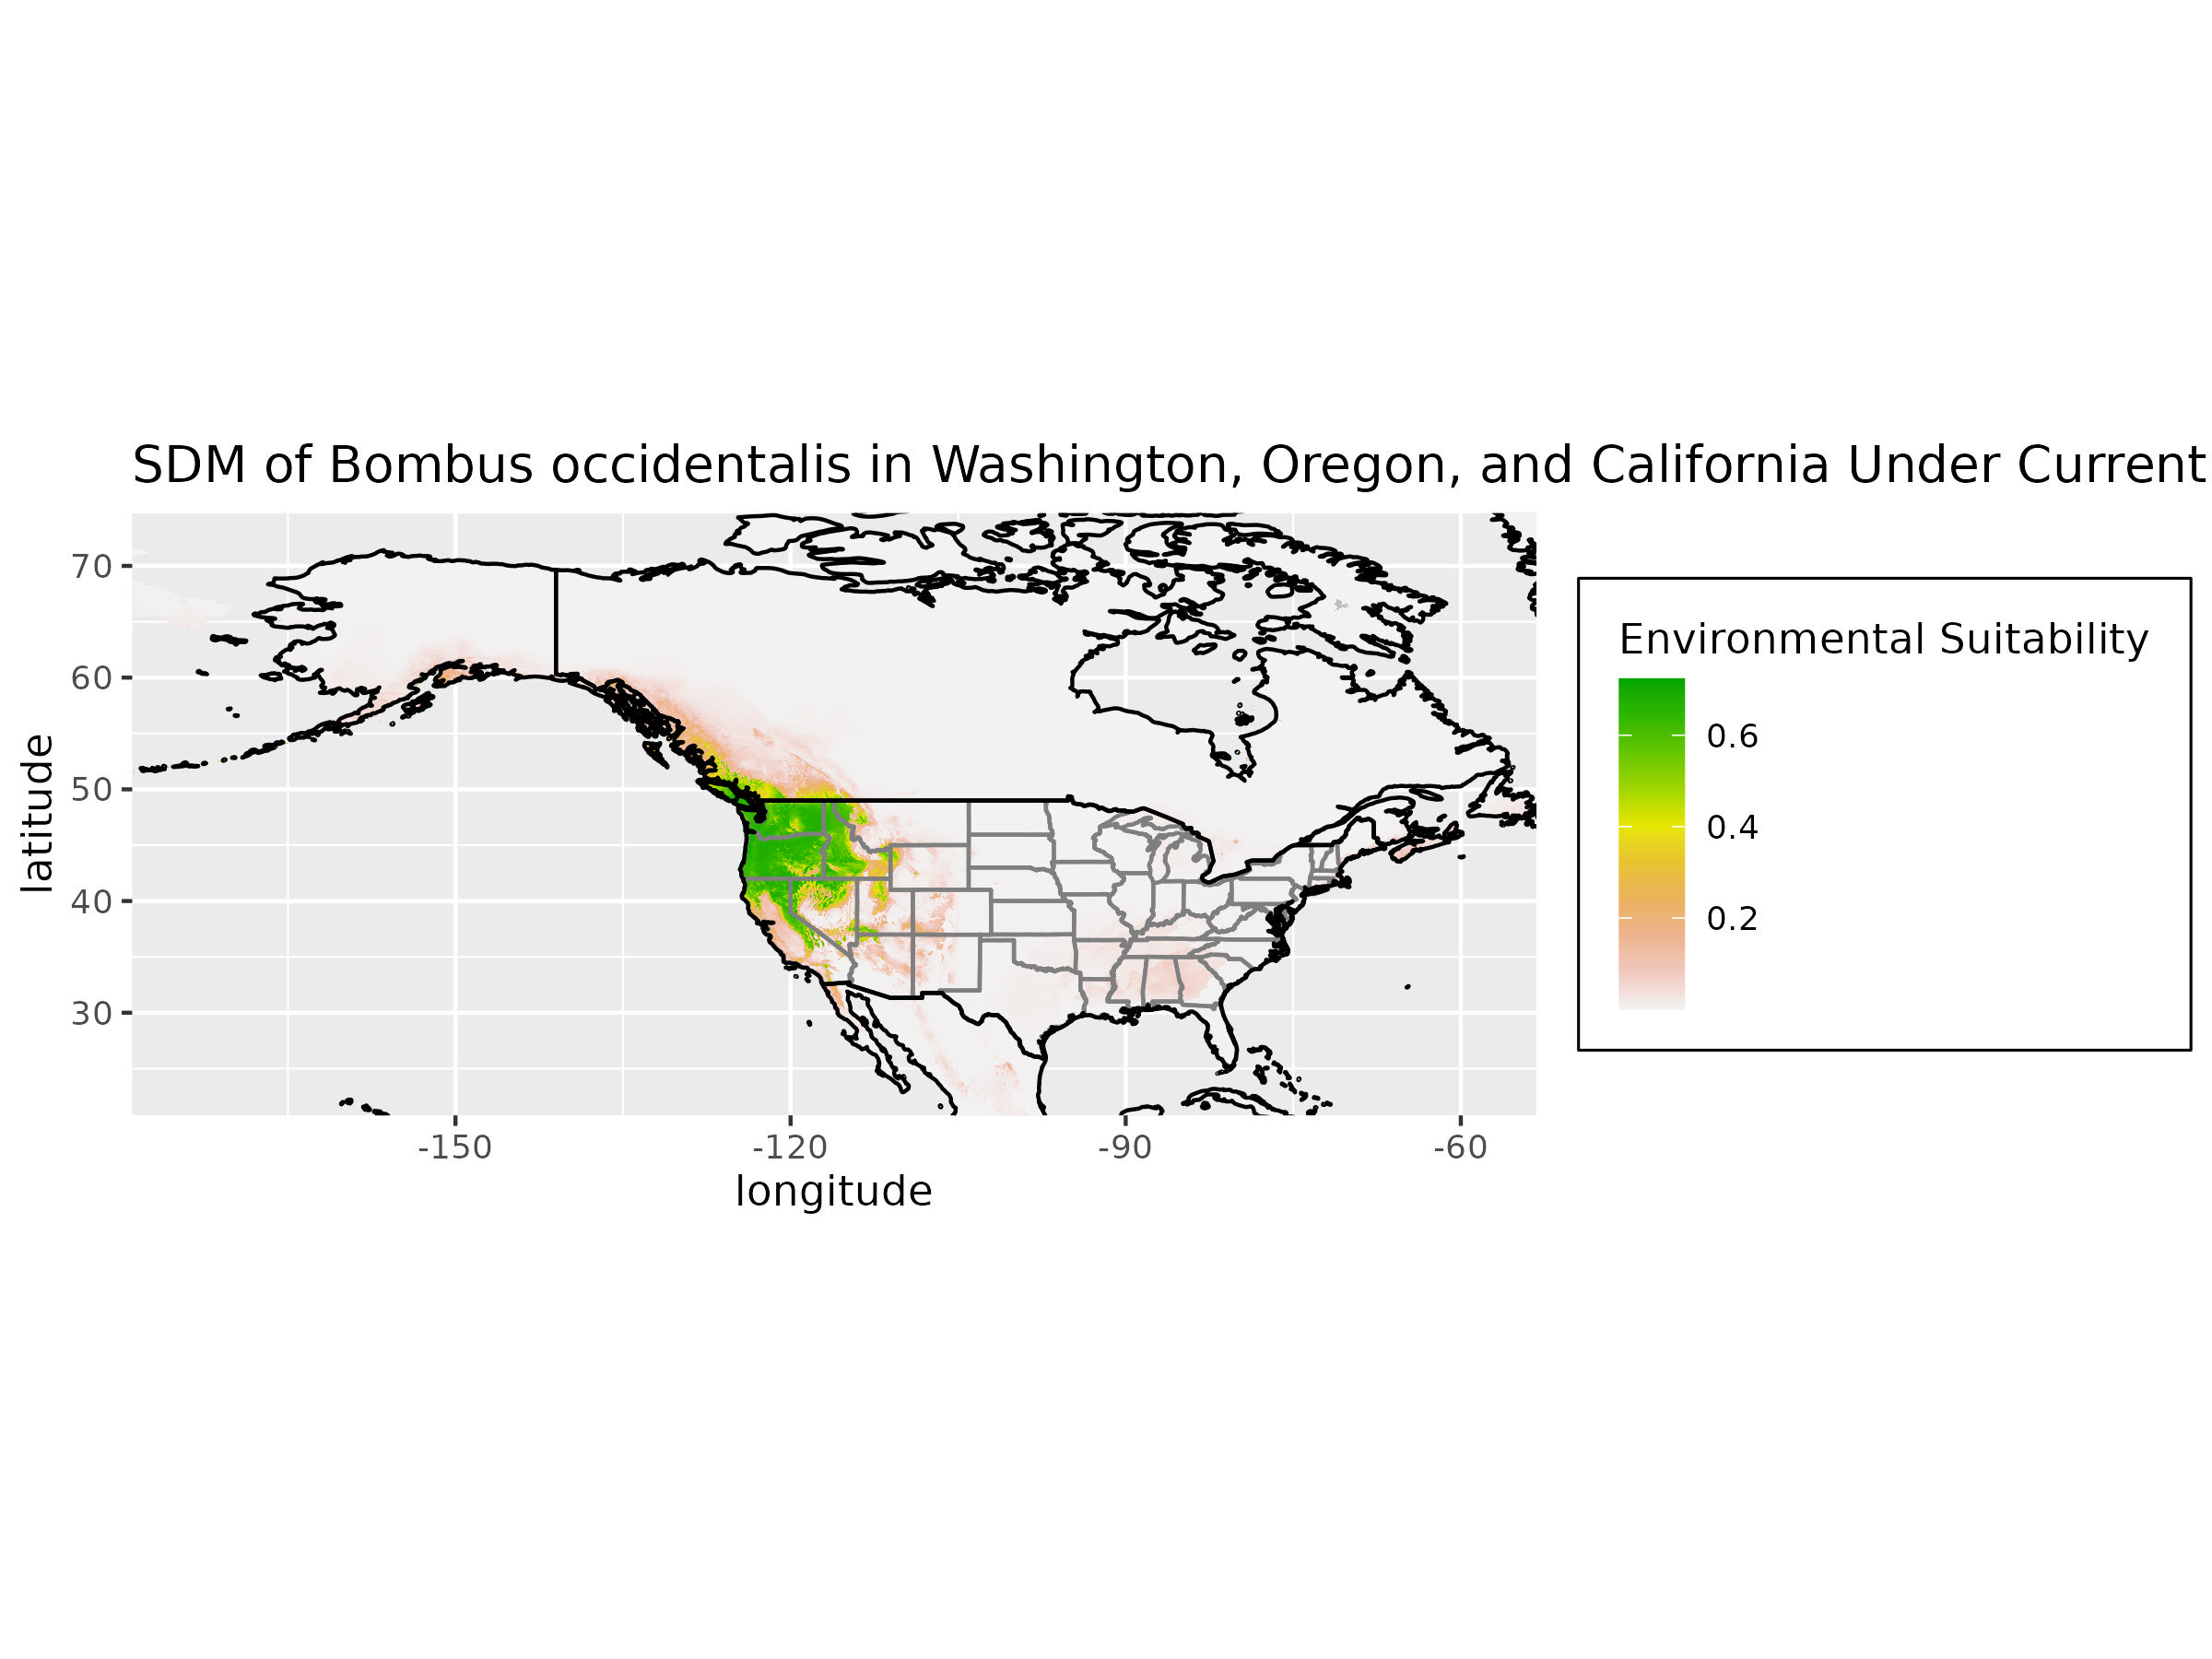 SDM of Bombus occidentalis in Washington, Oregon, and California Under Current
70
60
50
40
30
latitude
-150 -120 -90 -60
longitude
Environmental Suitability
0.6
0.4
0.2